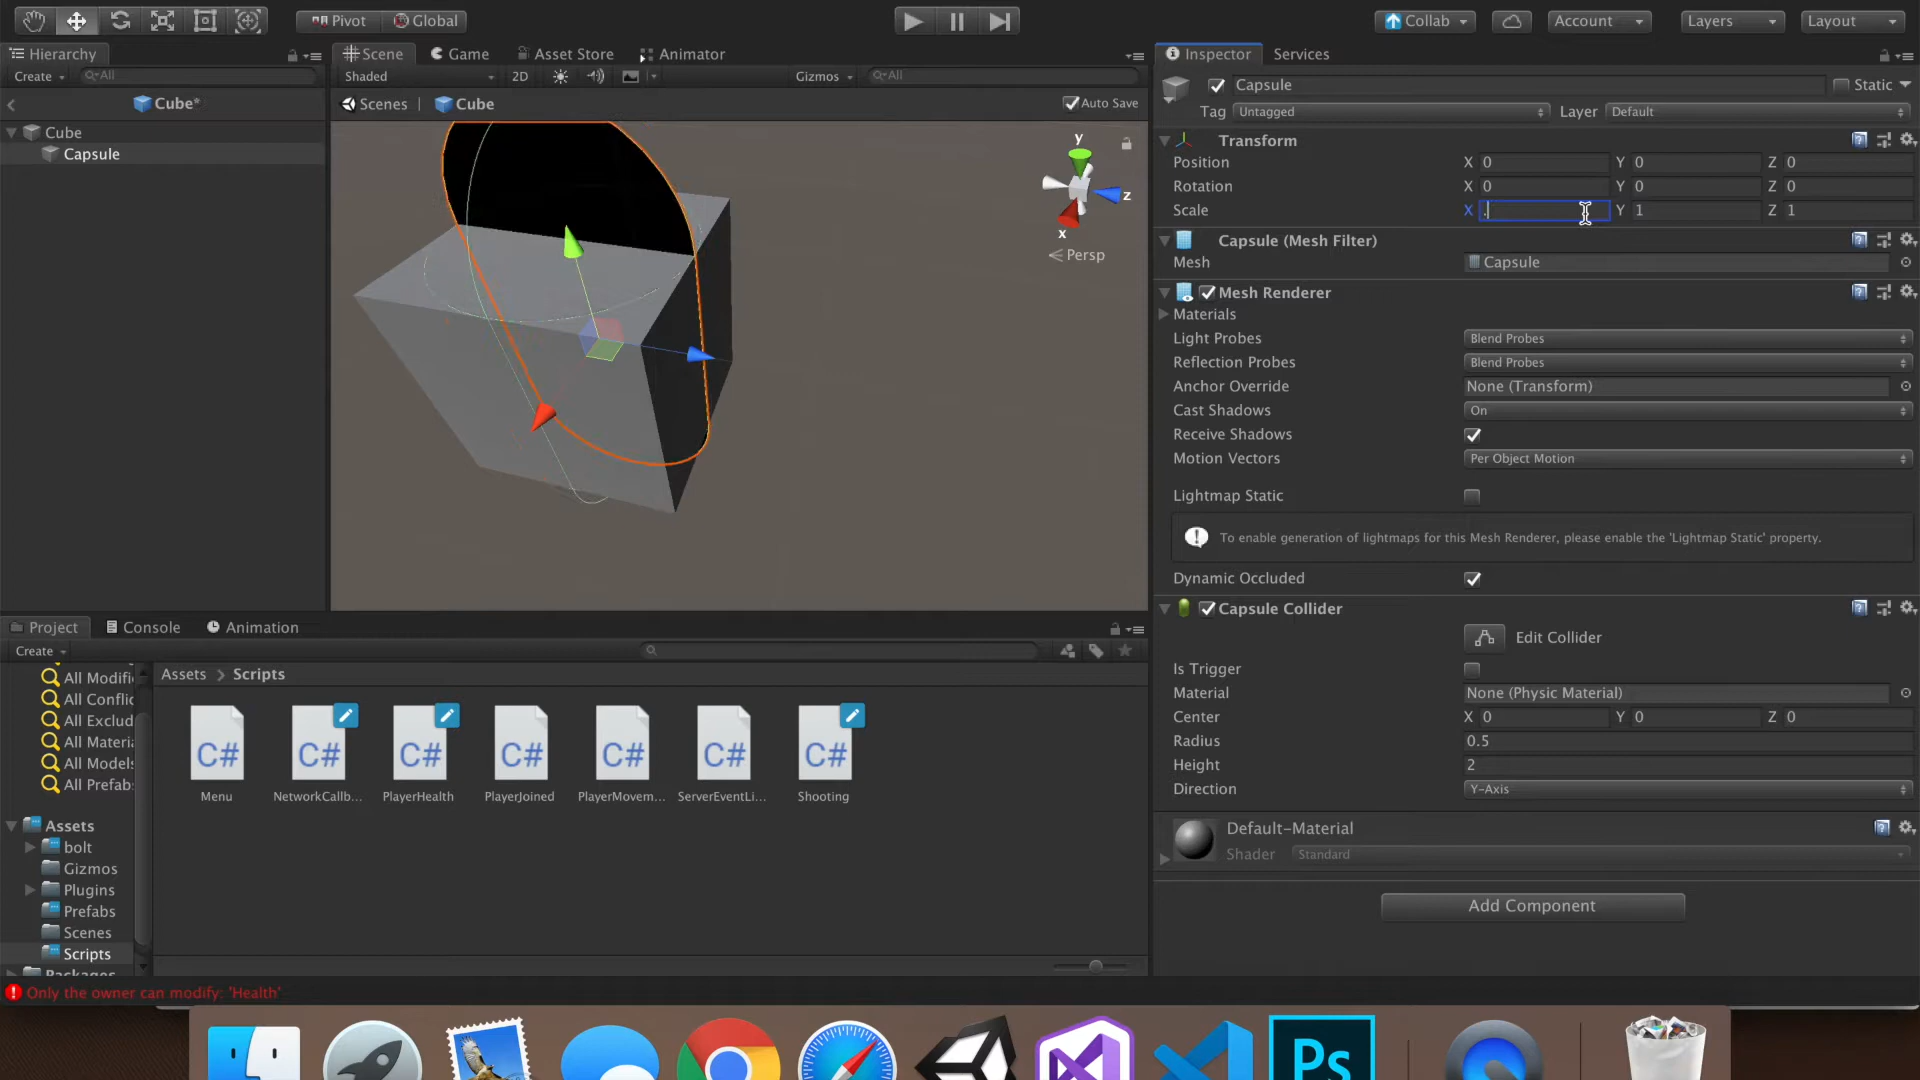 Pivot
Global
Collab
Account
Layers
Layout
Hierarchy
Create
All
Cube*
Cube
Capsule
Scene
Game
Asset Store
Animator
Shaded
2D
Gizmos
All
Scenes
Cube
Auto Save
y
z
x
Persp
Inspector
Services
Capsule
Static
Tag
Untagged
Layer
Default
Transform
Position
X 0
Y 0
Z 0
Rotation
X 0
Y 0
Z 0
Scale
X .
Y 1
Z 1
Capsule (Mesh Filter)
Mesh
Capsule
Mesh Renderer
Materials
Light Probes
Blend Probes
Reflection Probes
Blend Probes
Anchor Override
None (Transform)
Cast Shadows
On
Receive Shadows
Motion Vectors
Per Object Motion
Lightmap Static
To enable generation of lightmaps for this Mesh Renderer, please enable the 'Lightmap Static' property.
Dynamic Occluded
Capsule Collider
Edit Collider
Is Trigger
Material
None (Physic Material)
Center
X 0
Y 0
Z 0
Radius
0.5
Height
2
Direction
Y-Axis
Default-Material
Shader
Standard
Add Component
Project
Console
Animation
Create
All Modifi
All Conflic
All Exclud
All Materia
All Models
All Prefab
Assets
bolt
Gizmos
Plugins
Prefabs
Scenes
Scripts
Packages
Assets > Scripts
C#
C#
C#
C#
C#
C#
C#
Menu
NetworkCallb...
PlayerHealth
PlayerJoined
PlayerMovem...
ServerEventLi...
Shooting
Only the owner can modify: 'Health'
Ps